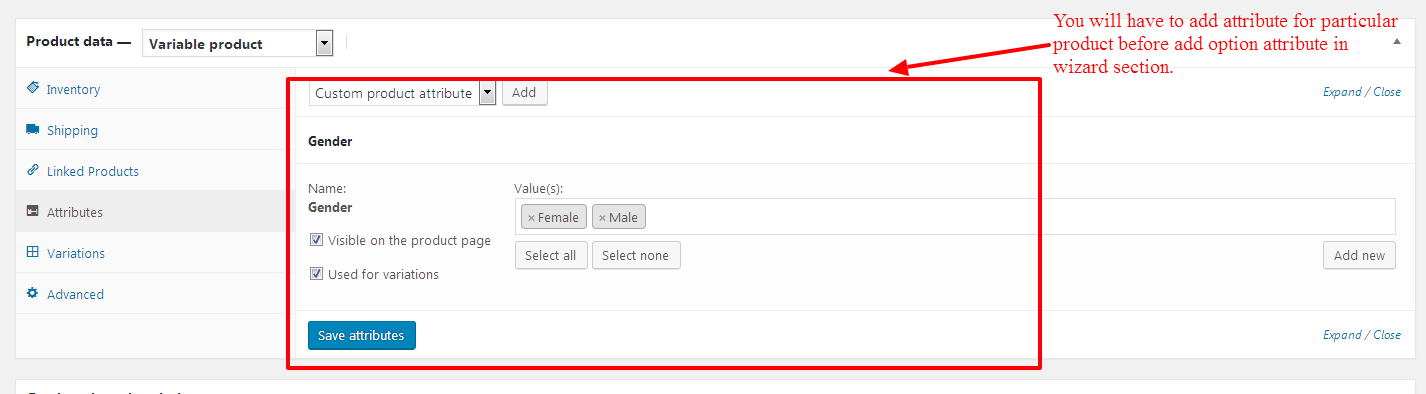 You will have to add attribute for particular
product before add option attribute in
wizard section.
Product data — Variable product
Inventory
Shipping
Linked Products
Attributes
Variations
Advanced
Custom product attribute Add Expand / Close
Gender
Name: Value(s):
Gender
× Female × Male
Visible on the product page
Select all Select none Add new
Used for variations
Save attributes Expand / Close